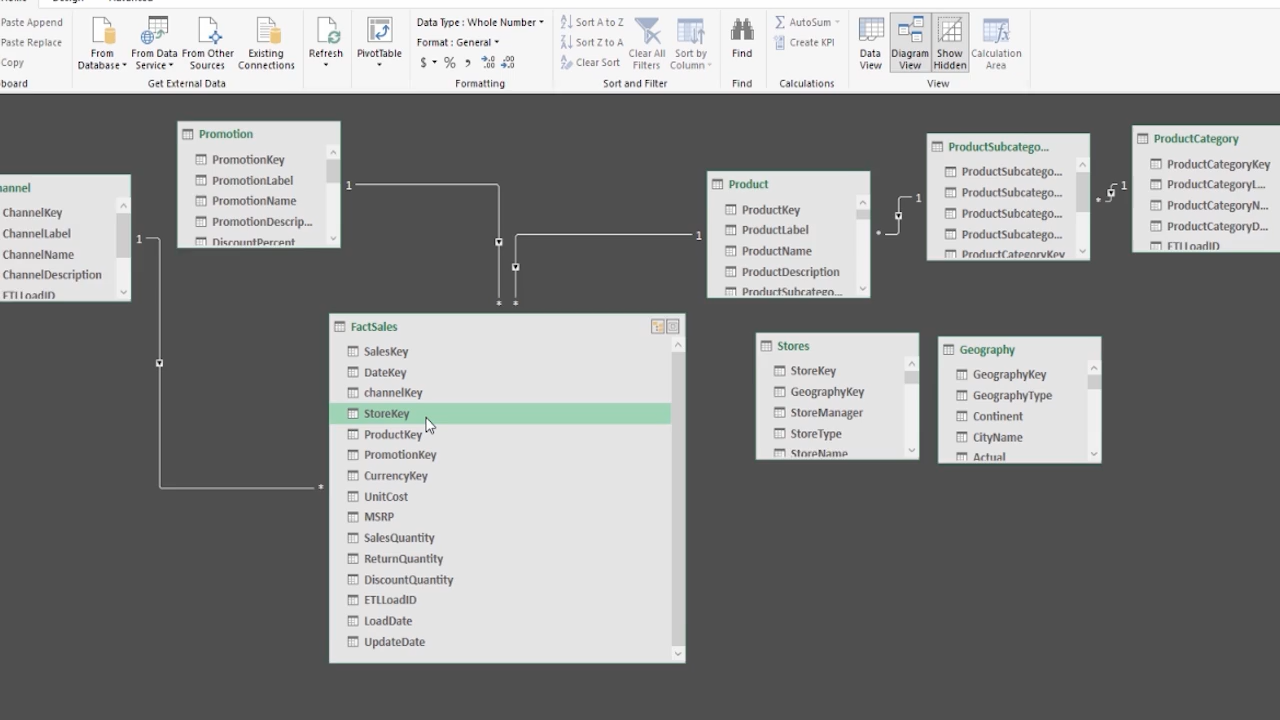 Paste Append
Paste Replace
Copy
board
From Database
From Data Service
From Other Sources
Existing Connections
Get External Data
Refresh
PivotTable
Data Type : Whole Number
Format : General
$ % ,
Formatting
Sort A to Z
Sort Z to A
Clear Sort
Clear All Filters
Sort by Column
Sort and Filter
Find
Find
AutoSum
Create KPI
Calculations
Data View
Diagram View
Show Hidden
Calculation Area
View
annel
ChannelKey
ChannelLabel
ChannelName
ChannelDescription
ETLLoadID
1
Promotion
PromotionKey
PromotionLabel
PromotionName
PromotionDescrip...
DiscountPercent
1
*
*
*
FactSales
SalesKey
DateKey
channelKey
StoreKey
ProductKey
PromotionKey
CurrencyKey
UnitCost
MSRP
SalesQuantity
ReturnQuantity
DiscountQuantity
ETLLoadID
LoadDate
UpdateDate
1
Product
ProductKey
ProductLabel
ProductName
ProductDescription
ProductSubcatego...
*
1
ProductSubcatego...
ProductSubcatego...
ProductSubcatego...
ProductSubcatego...
ProductSubcatego...
ProductCategoryKey
*
1
ProductCategory
ProductCategoryKey
ProductCategoryL...
ProductCategoryN...
ProductCategoryD...
ETLLoadID
Stores
StoreKey
GeographyKey
StoreManager
StoreType
StoreName
Geography
GeographyKey
GeographyType
Continent
CityName
Actual